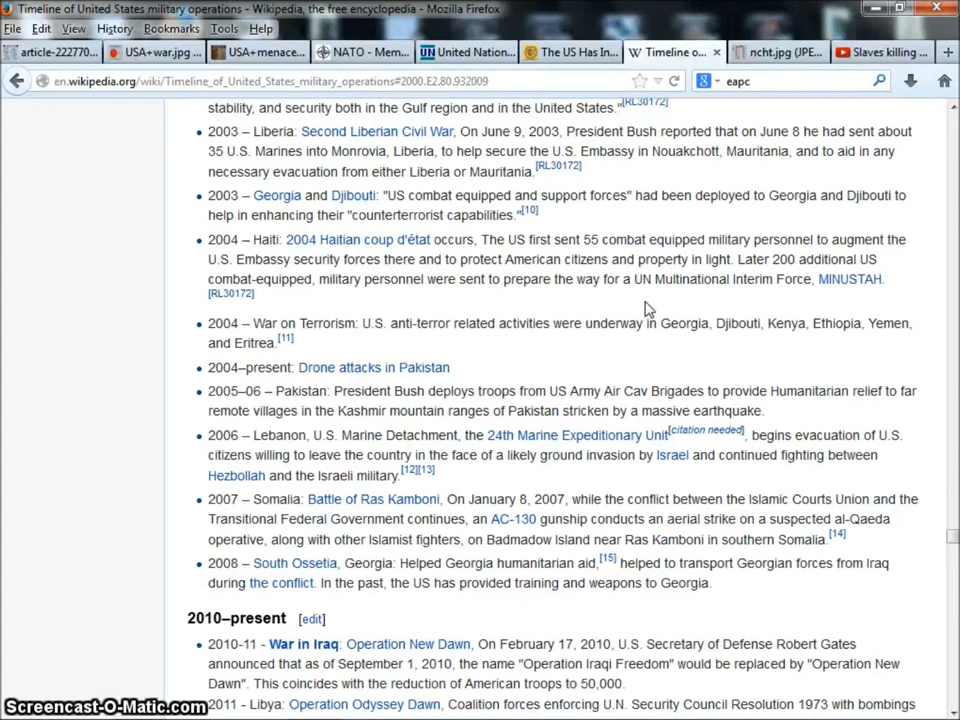 Timeline of United States military operations - Wikipedia, the free encyclopedia - Mozilla Firefox
File Edit View History Bookmarks Tools Help
article-222770... USA+war.jpg ... USA+menace... NATO - Mem... United Nation... The US Has In... Timeline o... ncht.jpg (JPE... Slaves killing ...
en.wikipedia.org/wiki/Timeline_of_United_States_military_operations#2000.E2.80.932009 eapc
stability, and security both in the Gulf region and in the United States."[RL30172]
2003 – Liberia: Second Liberian Civil War, On June 9, 2003, President Bush reported that on June 8 he had sent about
35 U.S. Marines into Monrovia, Liberia, to help secure the U.S. Embassy in Nouakchott, Mauritania, and to aid in any
necessary evacuation from either Liberia or Mauritania.[RL30172]
2003 – Georgia and Djibouti: "US combat equipped and support forces" had been deployed to Georgia and Djibouti to
help in enhancing their "counterterrorist capabilities."[10]
2004 – Haiti: 2004 Haitian coup d'état occurs, The US first sent 55 combat equipped military personnel to augment the
U.S. Embassy security forces there and to protect American citizens and property in light. Later 200 additional US
combat-equipped, military personnel were sent to prepare the way for a UN Multinational Interim Force, MINUSTAH.
[RL30172]
2004 – War on Terrorism: U.S. anti-terror related activities were underway in Georgia, Djibouti, Kenya, Ethiopia, Yemen,
and Eritrea.[11]
2004–present: Drone attacks in Pakistan
2005–06 – Pakistan: President Bush deploys troops from US Army Air Cav Brigades to provide Humanitarian relief to far
remote villages in the Kashmir mountain ranges of Pakistan stricken by a massive earthquake.
2006 – Lebanon, U.S. Marine Detachment, the 24th Marine Expeditionary Unit[citation needed], begins evacuation of U.S.
citizens willing to leave the country in the face of a likely ground invasion by Israel and continued fighting between
Hezbollah and the Israeli military.[12][13]
2007 – Somalia: Battle of Ras Kamboni, On January 8, 2007, while the conflict between the Islamic Courts Union and the
Transitional Federal Government continues, an AC-130 gunship conducts an aerial strike on a suspected al-Qaeda
operative, along with other Islamist fighters, on Badmadow Island near Ras Kamboni in southern Somalia.[14]
2008 – South Ossetia, Georgia: Helped Georgia humanitarian aid,[15] helped to transport Georgian forces from Iraq
during the conflict. In the past, the US has provided training and weapons to Georgia.
2010–present [edit]
2010-11 - War in Iraq: Operation New Dawn, On February 17, 2010, U.S. Secretary of Defense Robert Gates
announced that as of September 1, 2010, the name "Operation Iraqi Freedom" would be replaced by "Operation New
Dawn". This coincides with the reduction of American troops to 50,000.
2011 - Libya: Operation Odyssey Dawn, Coalition forces enforcing U.N. Security Council Resolution 1973 with bombings
Screencast-O-Matic.com